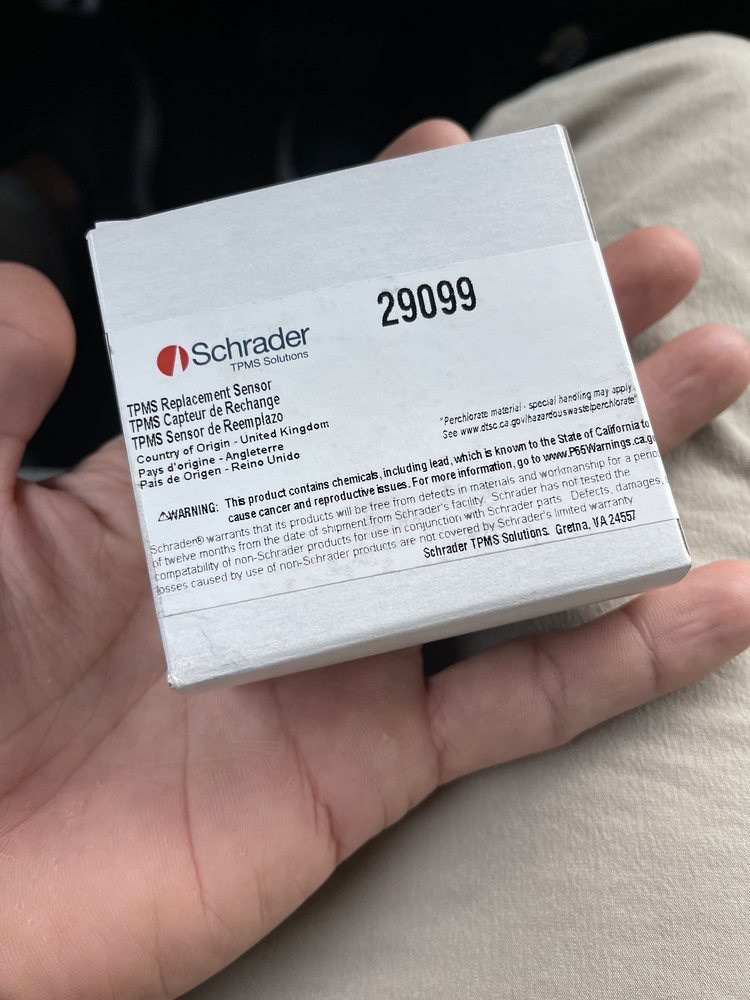 29099
Schrader
TPMS Solutions
TPMS Replacement Sensor
TPMS Capteur de Rechange
TPMS Sensor de Reemplazo
Country of Origin - United Kingdom
Pays d'origine - Angleterre
Pais de Origen - Reino Unido
"Perchlorate material - special handling may apply.
See www.dtsc.ca.gov/hazardouswaste/perchlorate"
⚠WARNING: This product contains chemicals, including lead, which is known to the State of California to
cause cancer and reproductive issues. For more information, go to www.P65Warnings.ca.go
Schrader® warrants that its products will be free from defects in materials and workmanship for a perio
of twelve months from the date of shipment from Schrader's facility. Schrader has not tested the
compatability of non-Schrader products for use in conjunction with Schrader parts. Defects, damages,
losses caused by use of non-Schrader products are not covered by Schrader's limited warranty
Schrader TPMS Solutions. Gretna, VA 24557